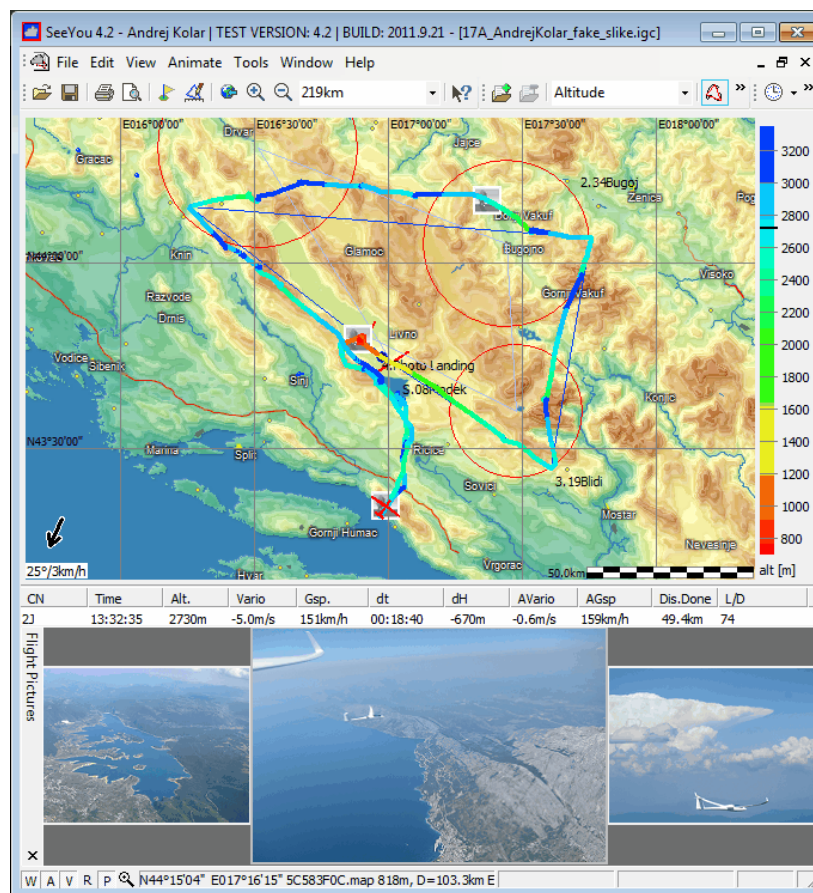 SeeYou 4.2 - Andrej Kolar | TEST VERSION: 4.2 | BUILD: 2011.9.21 - [17A_AndrejKolar_fake_slike.igc]
File Edit View Animate Tools Window Help
219km Altitude
E016°00'00" E016°30'00" E017°00'00" E017°30'00" E018°00'00"
Drvar
Jajce
Gracac
2.34Bugoj
Zenica
Donji Vakuf
Bugojno
Knin
Glamoc
N44°00'00"
Visoko
Gornji Vakuf
Razvode
Drnis
Livno
Vodice
Sibenik
A.Photo Landing
Sinj
Konjic
N43°30'00"
Marina
Split
Ricice
Sovici
3.19Blidi
Mostar
Gornji Humac
Nevesinje
Vrgorac
Hvar
25°/3km/h
50.0km
3200
3000
2800
2600
2400
2200
2000
1800
1600
1400
1200
1000
800
alt [m]
CN Time Alt. Vario Gsp. dt dH AVario AGsp Dis.Done L/D
2J 13:32:35 2730m -5.0m/s 151km/h 00:18:40 -670m -0.6m/s 159km/h 49.4km 74
Flight Pictures
W A V R P N44°15'04" E017°16'15" 5C583F0C.map 818m, D=103.3km E